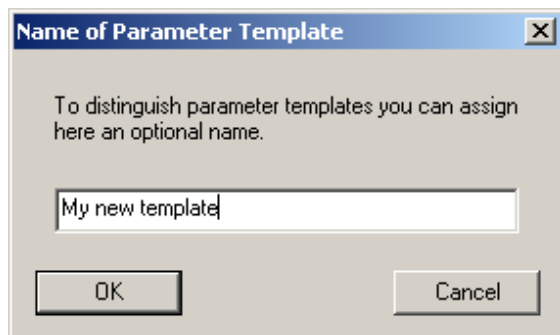 Name of Parameter Template
To distinguish parameter templates you can assign
here an optional name.
My new template
OK
Cancel